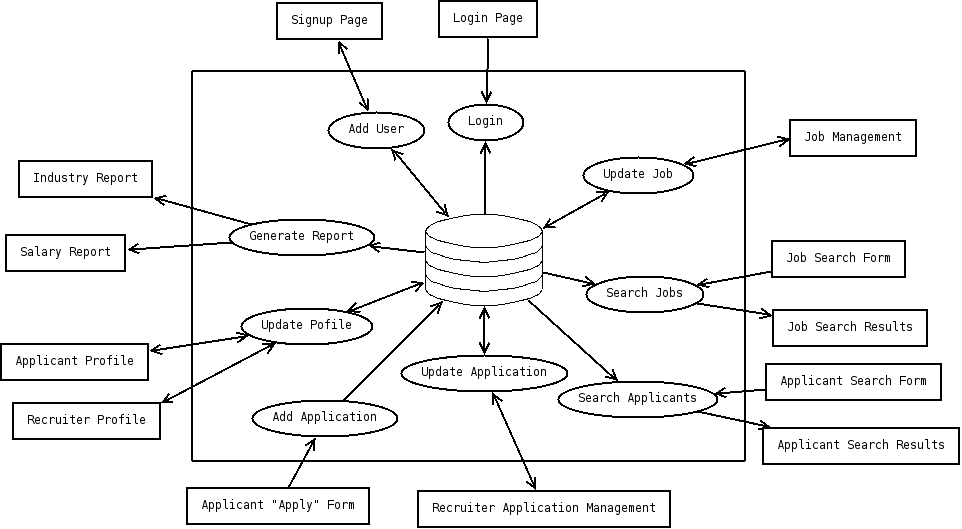 Signup Page
Login Page
Add User
Login
Job Management
Industry Report
Update Job
Generate Report
Salary Report
Job Search Form
Search Jobs
Update Pofile
Job Search Results
Applicant Profile
Update Application
Applicant Search Form
Search Applicants
Recruiter Profile
Add Application
Applicant Search Results
Applicant "Apply" Form
Recruiter Application Management